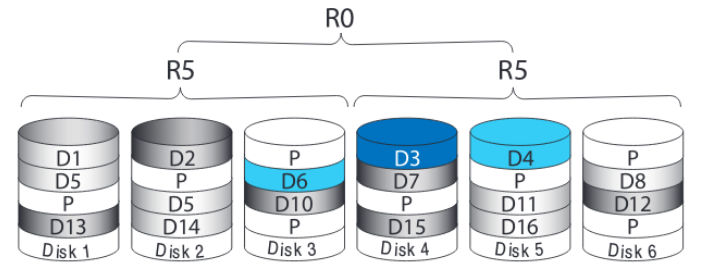 R0
R5 R5
D1 D2 P D3 D4 P
D5 P D6 D7 P D8
P D5 D10 P D11 D12
D13 D14 P D15 D16 P
Disk 1 Disk 2 Disk 3 Disk 4 Disk 5 Disk 6